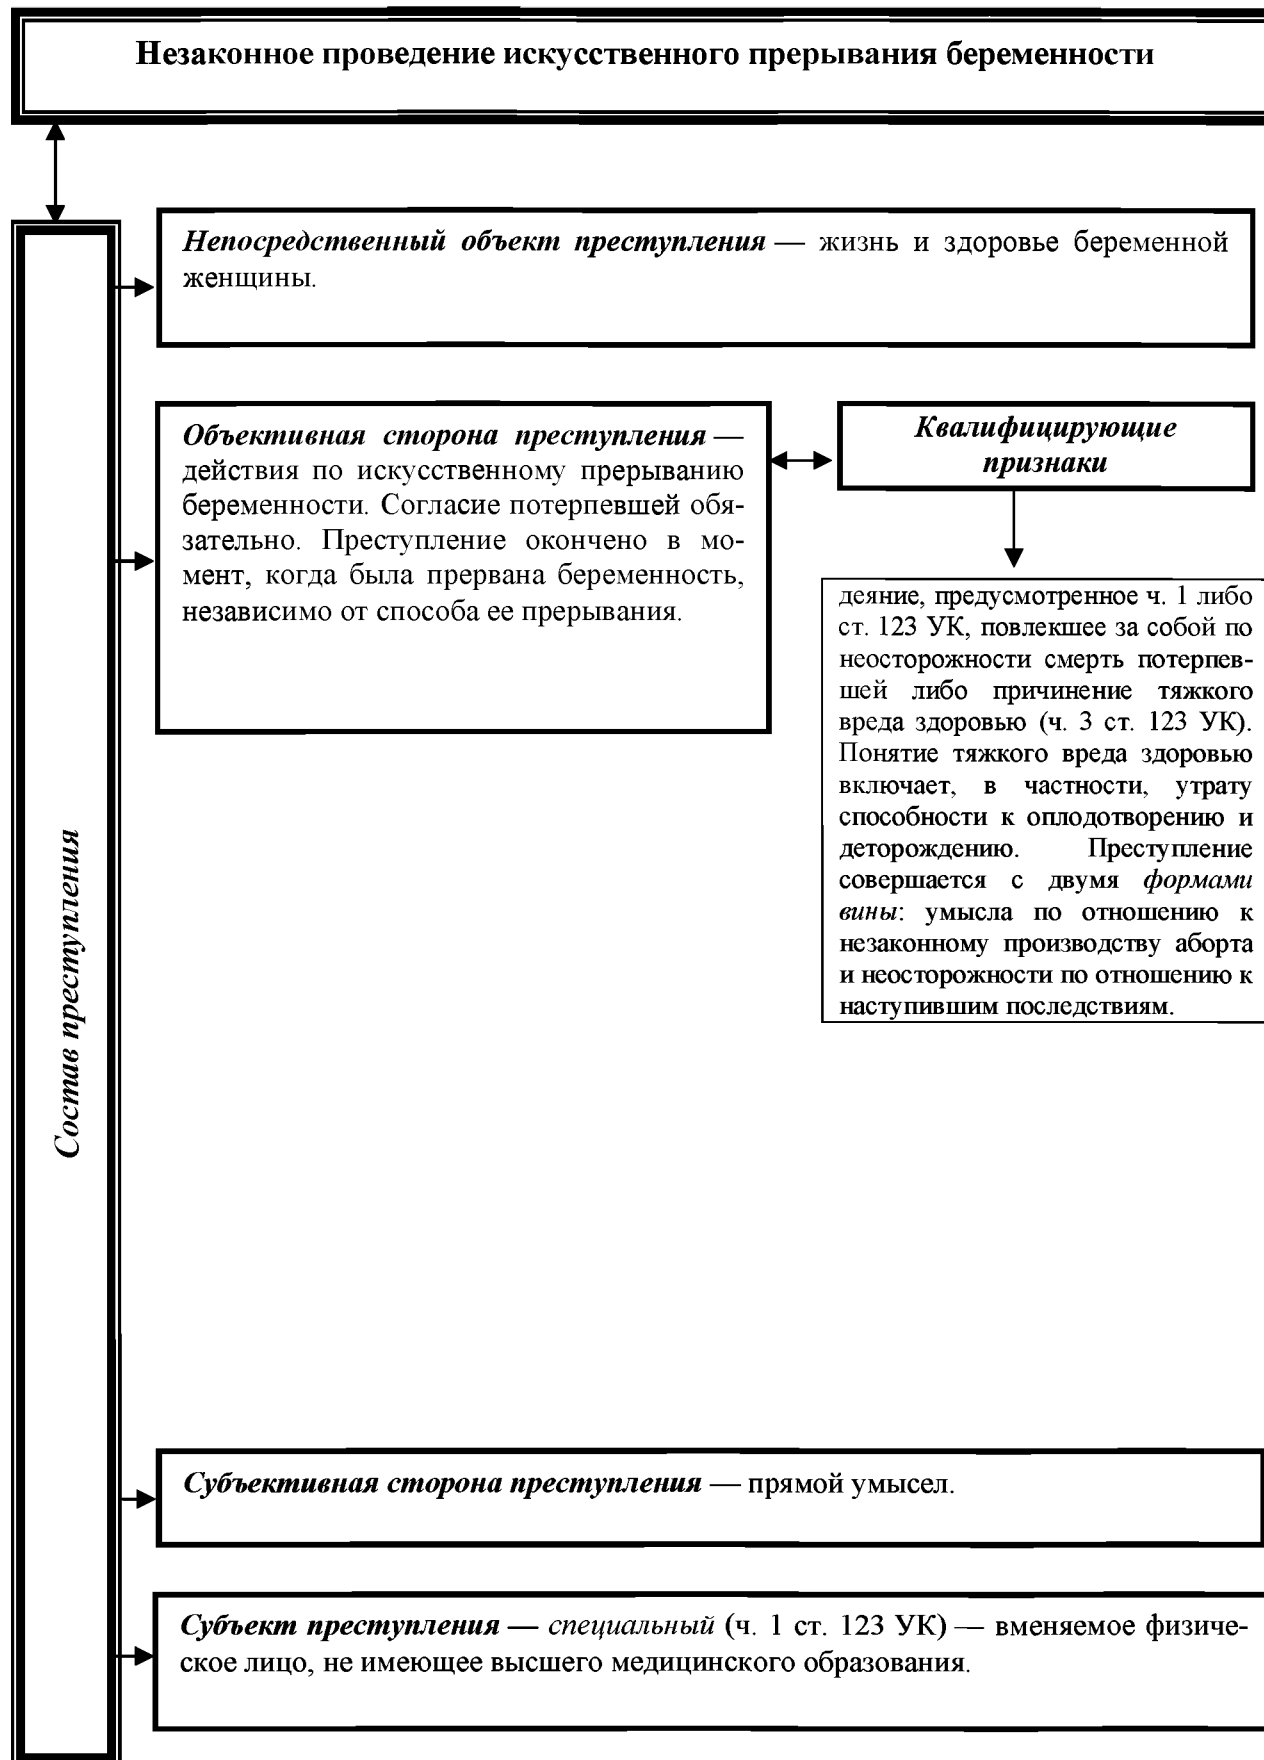 Незаконное проведение искусственного прерывания беременности
Непосредственный объект преступления — жизнь и здоровье беременной
женщины.
Объективная сторона преступления —
действия по искусственному прерыванию
беременности. Согласие потерпевшей обя-
зательно. Преступление окончено в мо-
мент, когда была прервана беременность,
независимо от способа ее прерывания.
Квалифицирующие
признаки
деяние, предусмотренное ч. 1 либо
ст. 123 УК, повлекшее за собой по
неосторожности смерть потерпев-
шей либо причинение тяжкого
вреда здоровью (ч. 3 ст. 123 УК).
Понятие тяжкого вреда здоровью
включает, в частности, утрату
способности к оплодотворению и
деторождению. Преступление
совершается с двумя формами
вины: умысла по отношению к
незаконному производству аборта
и неосторожности по отношению к
наступившим последствиям.
Состав преступления
Субъективная сторона преступления — прямой умысел.
Субъект преступления — специальный (ч. 1 ст. 123 УК) — вменяемое физиче-
ское лицо, не имеющее высшего медицинского образования.